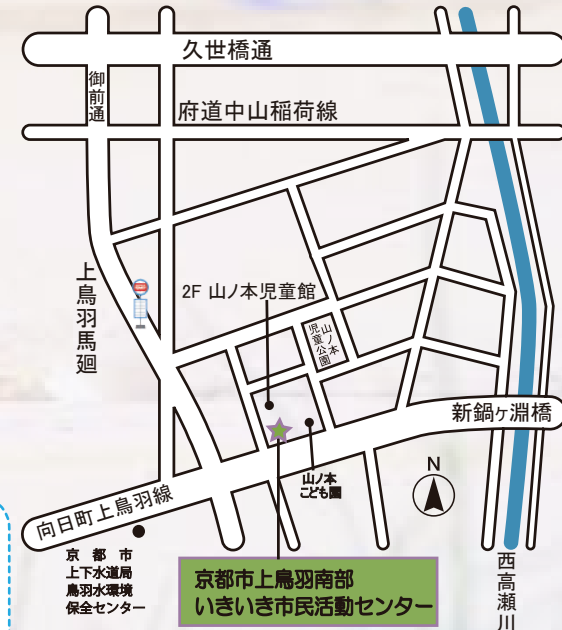 久世橋通
御前通
府道中山稲荷線
上鳥羽馬廻
2F 山ノ本児童館
山ノ本
児童公園
新鍋ヶ淵橋
山ノ本
こども園
N
向日町上鳥羽線
京都市
上下水道局
鳥羽水環境
保全センター
京都市上鳥羽南部
いきいき市民活動センター
西高瀬川